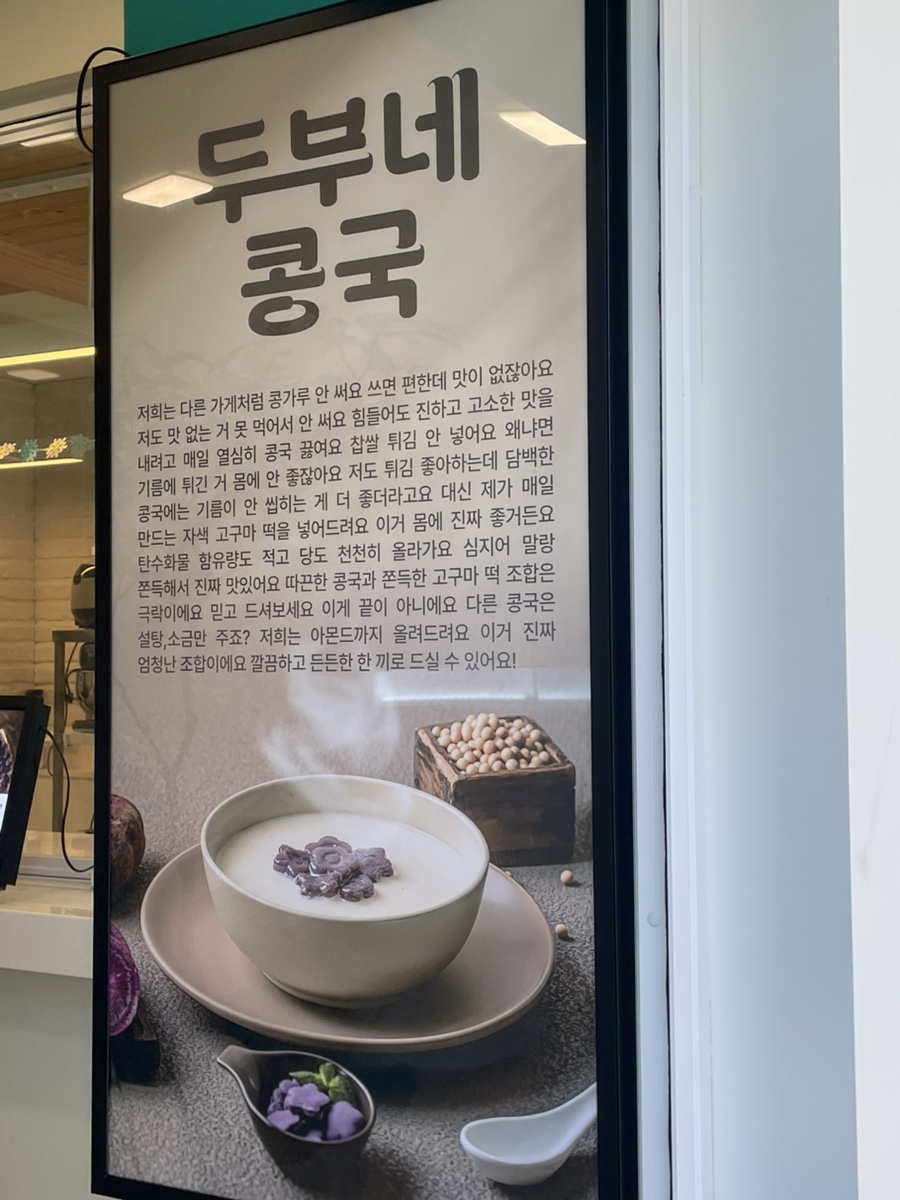 두부네
콩국
저희는 다른 가게처럼 콩가루 안 써요 쓰면 편한데 맛이 없잖아요
저도 맛 없는 거 못 먹어서 안 써요 힘들어도 진하고 고소한 맛을
내려고 매일 열심히 콩국 끓여요 찹쌀 튀김 안 넣어요 왜냐면
기름에 튀긴 거 몸에 안 좋잖아요 저도 튀김 좋아하는데 담백한
콩국에는 기름이 안 씹히는 게 더 좋더라고요 대신 제가 매일
만드는 자색 고구마 떡을 넣어드려요 이거 몸에 진짜 좋거든요
탄수화물 함유량도 적고 당도 천천히 올라가요 심지어 말랑
쫀득해서 진짜 맛있어요 따끈한 콩국과 쫀득한 고구마 떡 조합은
극락이에요 믿고 드셔보세요 이게 끝이 아니에요 다른 콩국은
설탕,소금만 주죠? 저희는 아몬드까지 올려드려요 이거 진짜
엄청난 조합이에요 깔끔하고 든든한 한 끼로 드실 수 있어요!